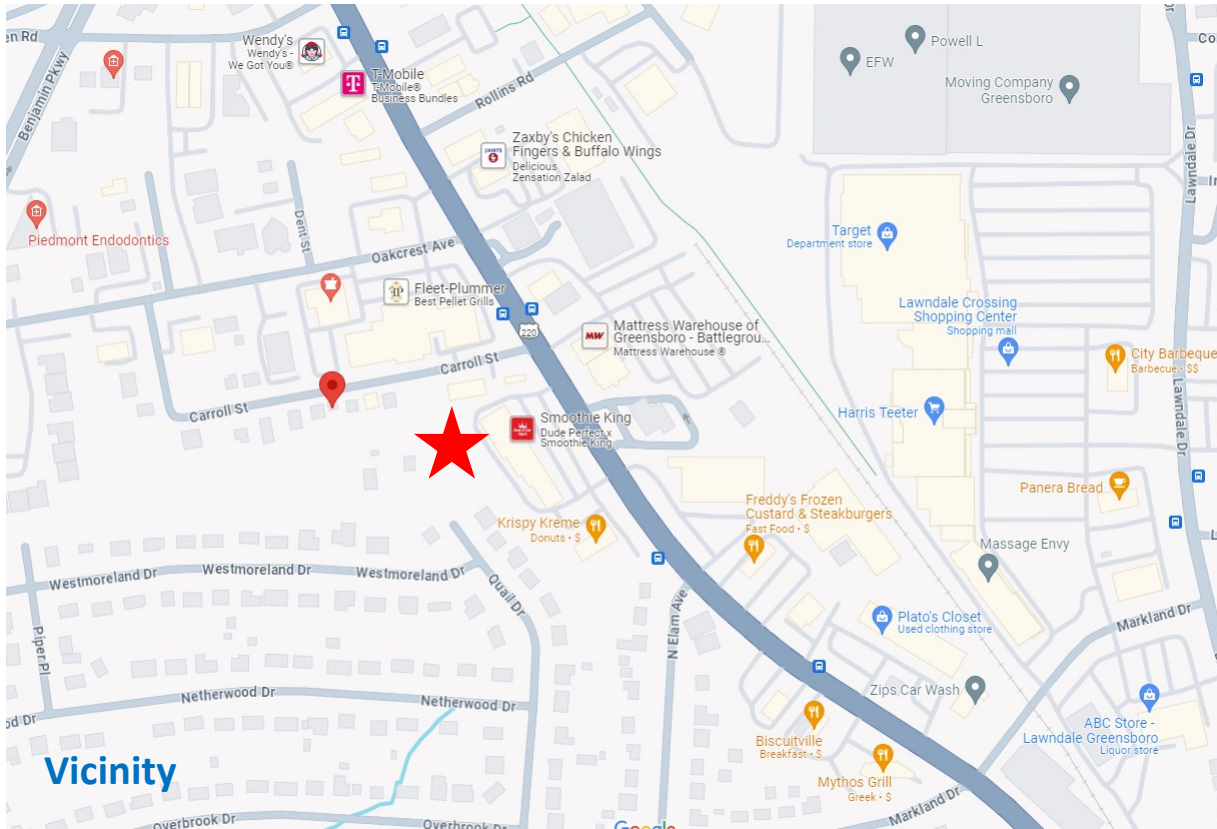 en Rd
Benjamin Pkwy
Wendy's
Wendy's -
We Got You®
T-Mobile
T-Mobile®
Business Bundles
Rollins Rd
Zaxby's Chicken
Fingers & Buffalo Wings
Delicious
Zensation Zalad
EFW
Powell L
Moving Company
Greensboro
Lawndale Dr
Co
Piedmont Endodontics
Dent St
Oakcrest Ave
Fleet-Plummer
Best Pellet Grills
220
Mattress Warehouse of
Greensboro - Battlegrou...
Mattress Warehouse ®
Target
Department store
Lawndale Crossing
Shopping Center
Shopping mall
City Barbeque
Barbecue • $$
Lawndale Dr
Carroll St
Carroll St
Smoothie King
Dude Perfect x
Smoothie King
Harris Teeter
Krispy Kreme
Donuts • $
Freddy's Frozen
Custard & Steakburgers
Fast Food • $
Panera Bread
Massage Envy
Westmoreland Dr
Westmoreland Dr
Westmoreland Dr
Quail Dr
Piper Pl
N Elam Ave
Plato's Closet
Used clothing store
Markland Dr
Netherwood Dr
Netherwood Dr
od Dr
Zips Car Wash
ABC Store -
Lawndale Greensboro
Liquor store
Biscuitville
Breakfast • $
Mythos Grill
Greek • $
Markland Dr
Vicinity
Overbrook Dr
Overbrook Dr
Google